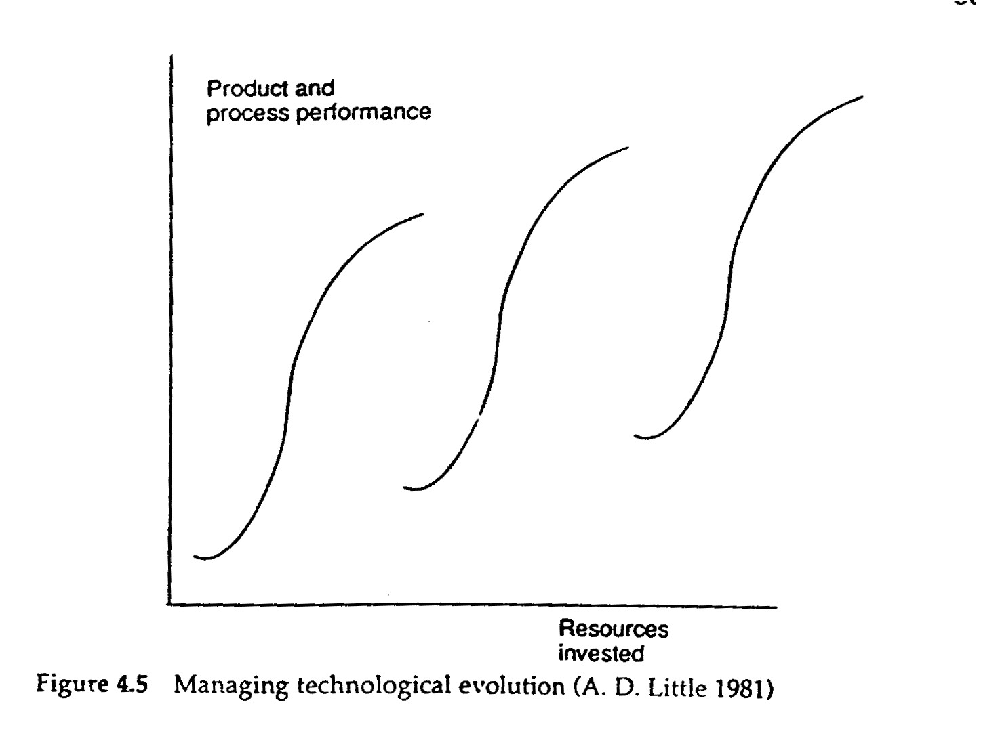 Product and
process performance
Resources
invested
Figure 4.5 Managing technological evolution (A. D. Little 1981)